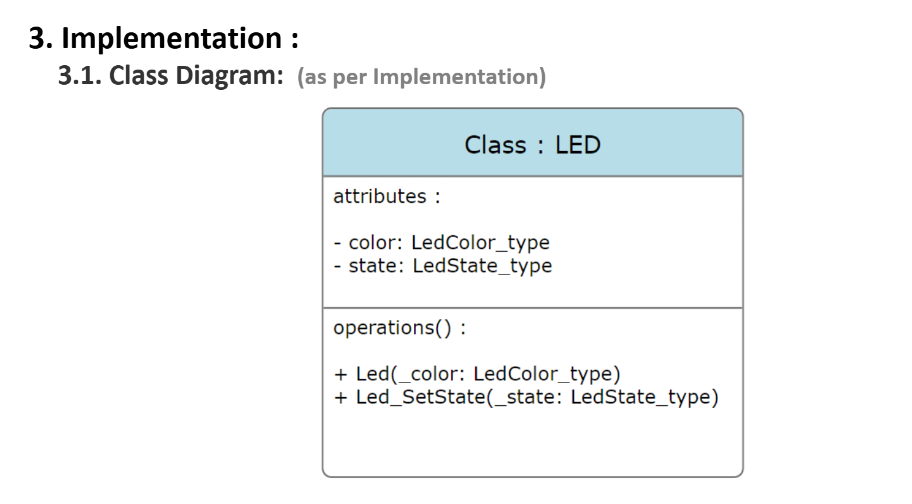 3. Implementation :
3.1. Class Diagram: (as per Implementation)
Class : LED
attributes :
- color: LedColor_type
- state: LedState_type
operations() :
+ Led(_color: LedColor_type)
+ Led_SetState(_state: LedState_type)